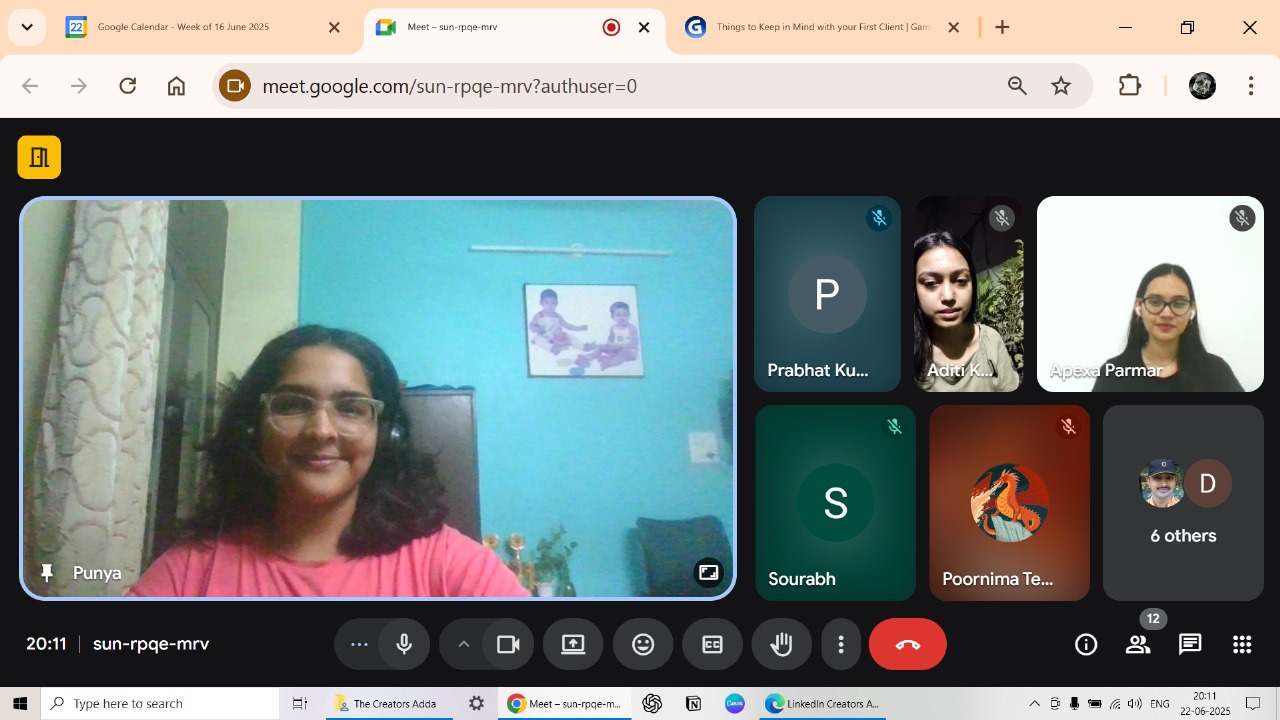 22
Google Calendar - Week of 16 June 2025
Meet – sun-rpqe-mrv
Things to Keep in Mind with your First Client | Gam
meet.google.com/sun-rpqe-mrv?authuser=0
P
Prabhat Ku...
Aditi K...
Apexa Parmar
Punya
S
Sourabh
Poornima Te...
D
6 others
20:11
sun-rpqe-mrv
CC
12
Type here to search
The Creators Adda
Meet – sun-rpqe-m...
LinkedIn Creators A...
ENG
20:11
22-06-2025